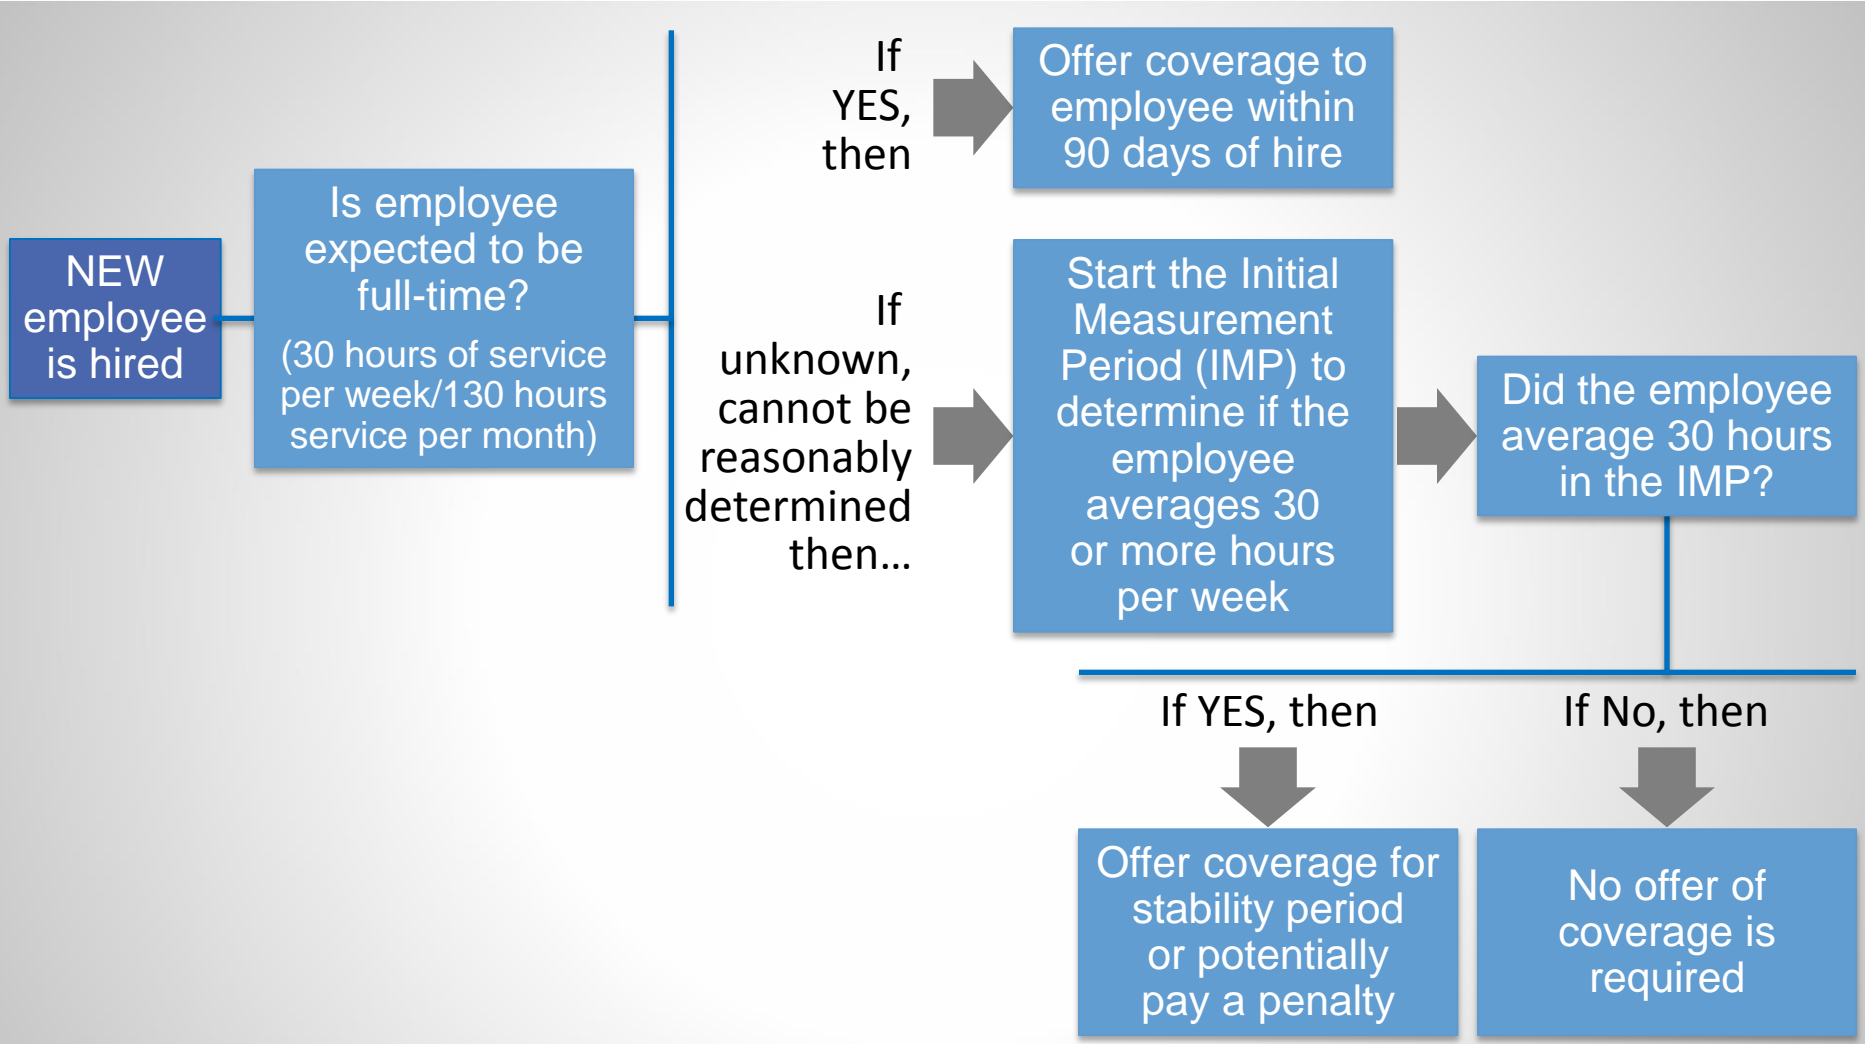 NEW
employee
is hired
Is employee
expected to be
full-time?
(30 hours of service
per week/130 hours
service per month)
If
YES,
then
Offer coverage to
employee within
90 days of hire
If
unknown,
cannot be
reasonably
determined
then...
Start the Initial
Measurement
Period (IMP) to
determine if the
employee
averages 30
or more hours
per week
Did the employee
average 30 hours
in the IMP?
If YES, then
Offer coverage for
stability period
or potentially
pay a penalty
If No, then
No offer of
coverage is
required